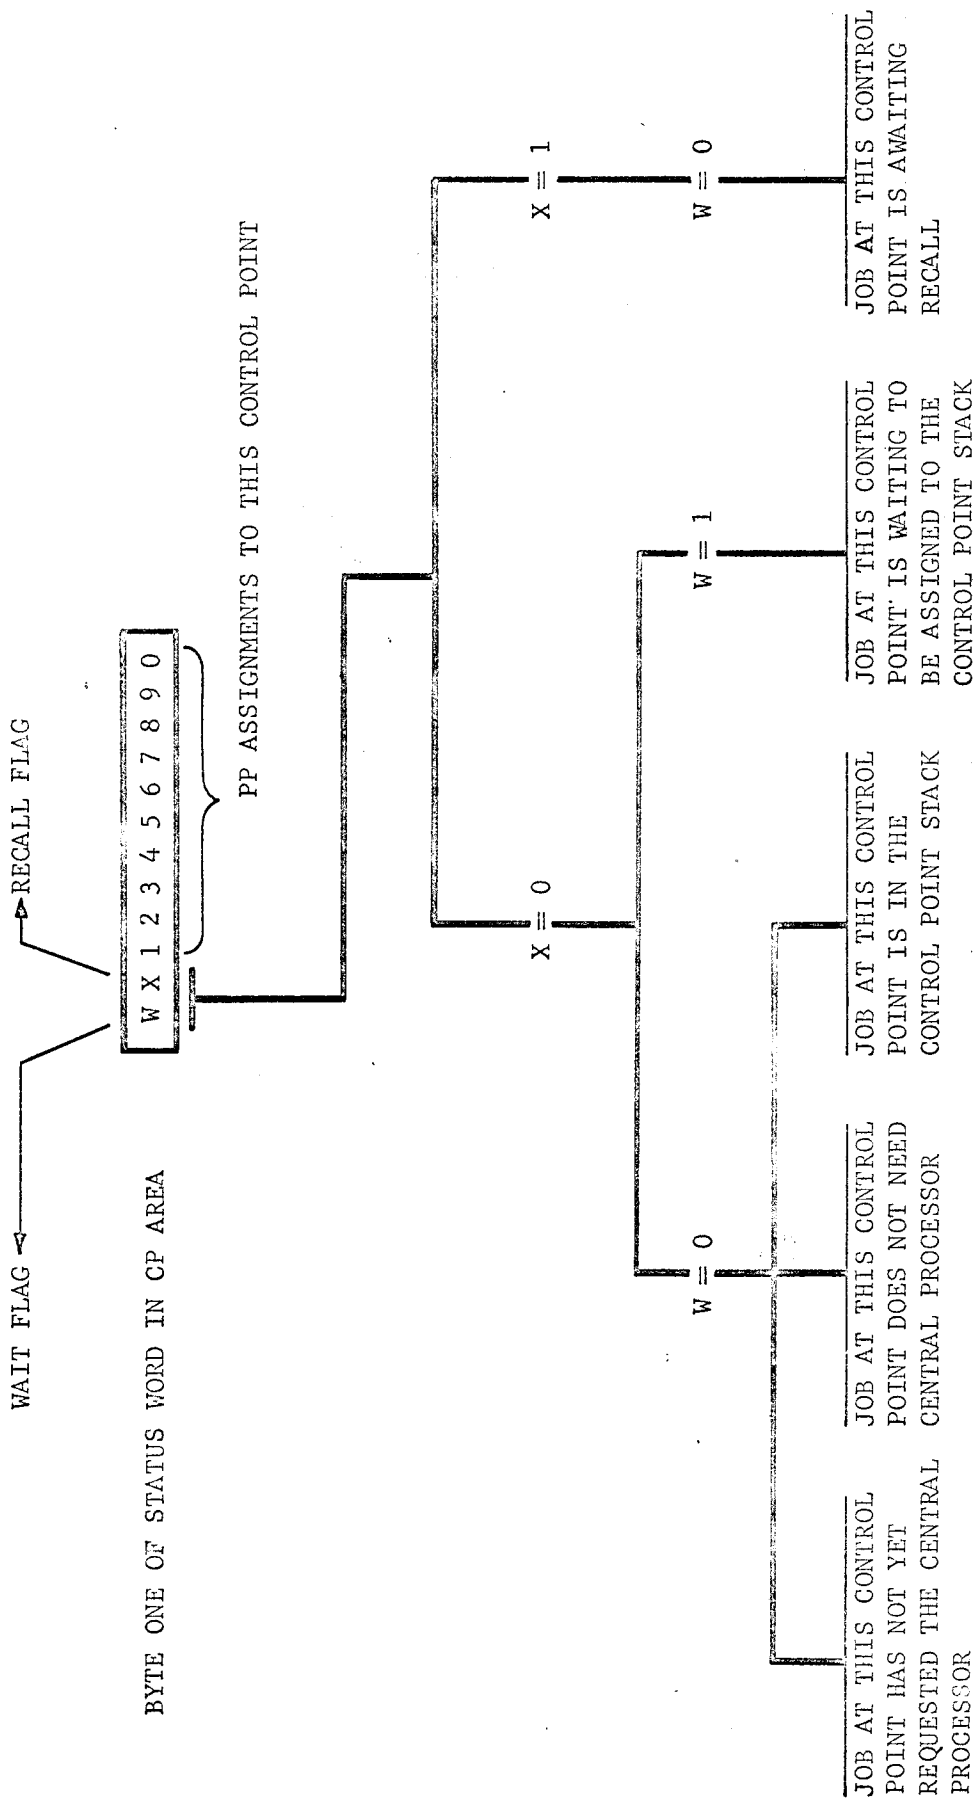 WAIT FLAG
RECALL FLAG
BYTE ONE OF STATUS WORD IN CP AREA
W X 1 2 3 4 5 6 7 8 9 0
PP ASSIGNMENTS TO THIS CONTROL POINT
X = 0
X = 1
W = 0
W = 1
W = 0
JOB AT THIS CONTROL
POINT HAS NOT YET
REQUESTED THE CENTRAL
PROCESSOR
JOB AT THIS CONTROL
POINT DOES NOT NEED
CENTRAL PROCESSOR
JOB AT THIS CONTROL
POINT IS IN THE
CONTROL POINT STACK
JOB AT THIS CONTROL
POINT IS WAITING TO
BE ASSIGNED TO THE
CONTROL POINT STACK
JOB AT THIS CONTROL
POINT IS AWAITING
RECALL